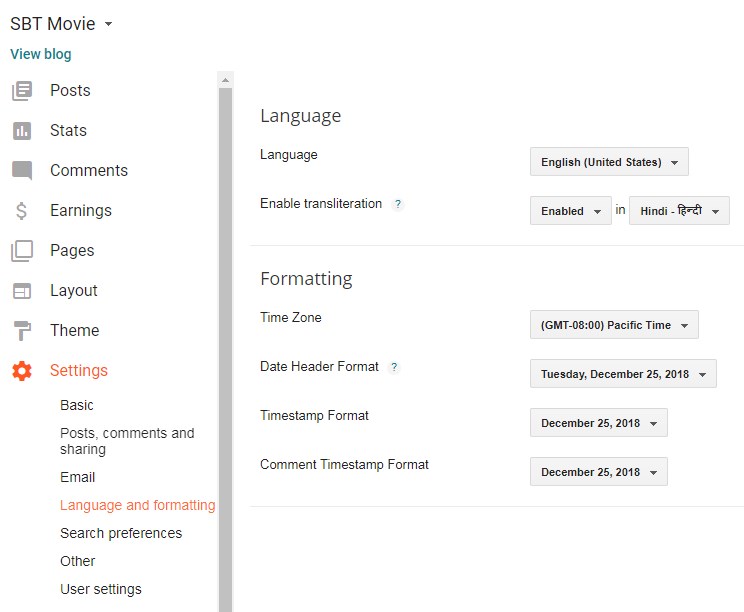 SBT Movie
View blog
Posts
Stats
Comments
Earnings
Pages
Layout
Theme
Settings
Basic
Posts, comments and
sharing
Email
Language and formatting
Search preferences
Other
User settings
Language
Language English (United States)
Enable transliteration ? Enabled in Hindi - हिन्दी
Formatting
Time Zone (GMT-08:00) Pacific Time
Date Header Format ? Tuesday, December 25, 2018
Timestamp Format December 25, 2018
Comment Timestamp Format December 25, 2018